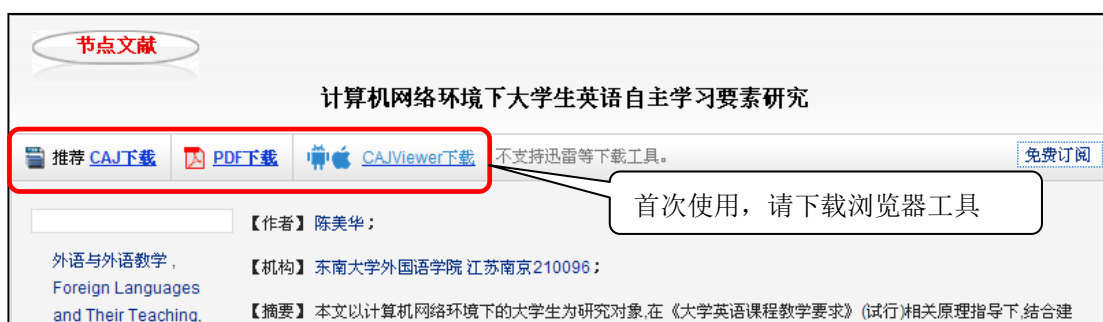 节点文献
计算机网络环境下大学生英语自主学习要素研究
推荐 CAJ下载 PDF下载 CAJViewer下载 不支持迅雷等下载工具。 免费订阅
首次使用，请下载浏览器工具
【作者】 陈美华；
外语与外语教学 ,
Foreign Languages
and Their Teaching,
【机构】 东南大学外国语学院 江苏南京210096；
【摘要】 本文以计算机网络环境下的大学生为研究对象,在《大学英语课程教学要求》(试行)相关原理指导下,结合建